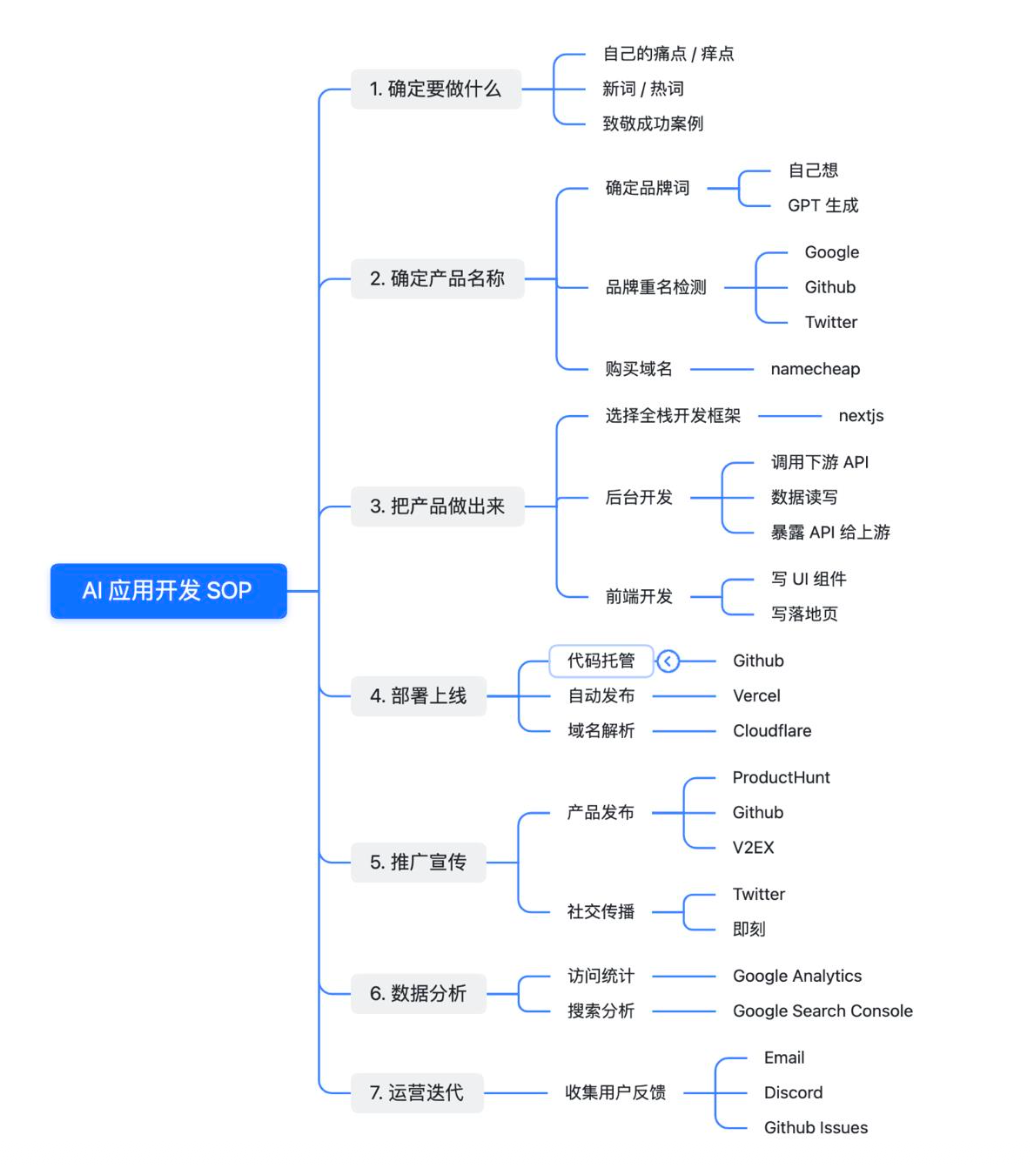 AI 应用开发 SOP
1. 确定要做什么
自己的痛点 / 痒点
新词 / 热词
致敬成功案例
2. 确定产品名称
确定品牌词
自己想
GPT 生成
品牌重名检测
Google
Github
Twitter
购买域名
namecheap
3. 把产品做出来
选择全栈开发框架
nextjs
后台开发
调用下游 API
数据读写
暴露 API 给上游
前端开发
写 UI 组件
写落地页
4. 部署上线
代码托管
Github
自动发布
Vercel
域名解析
Cloudflare
5. 推广宣传
产品发布
ProductHunt
Github
V2EX
社交传播
Twitter
即刻
6. 数据分析
访问统计
Google Analytics
搜索分析
Google Search Console
7. 运营迭代
收集用户反馈
Email
Discord
Github Issues